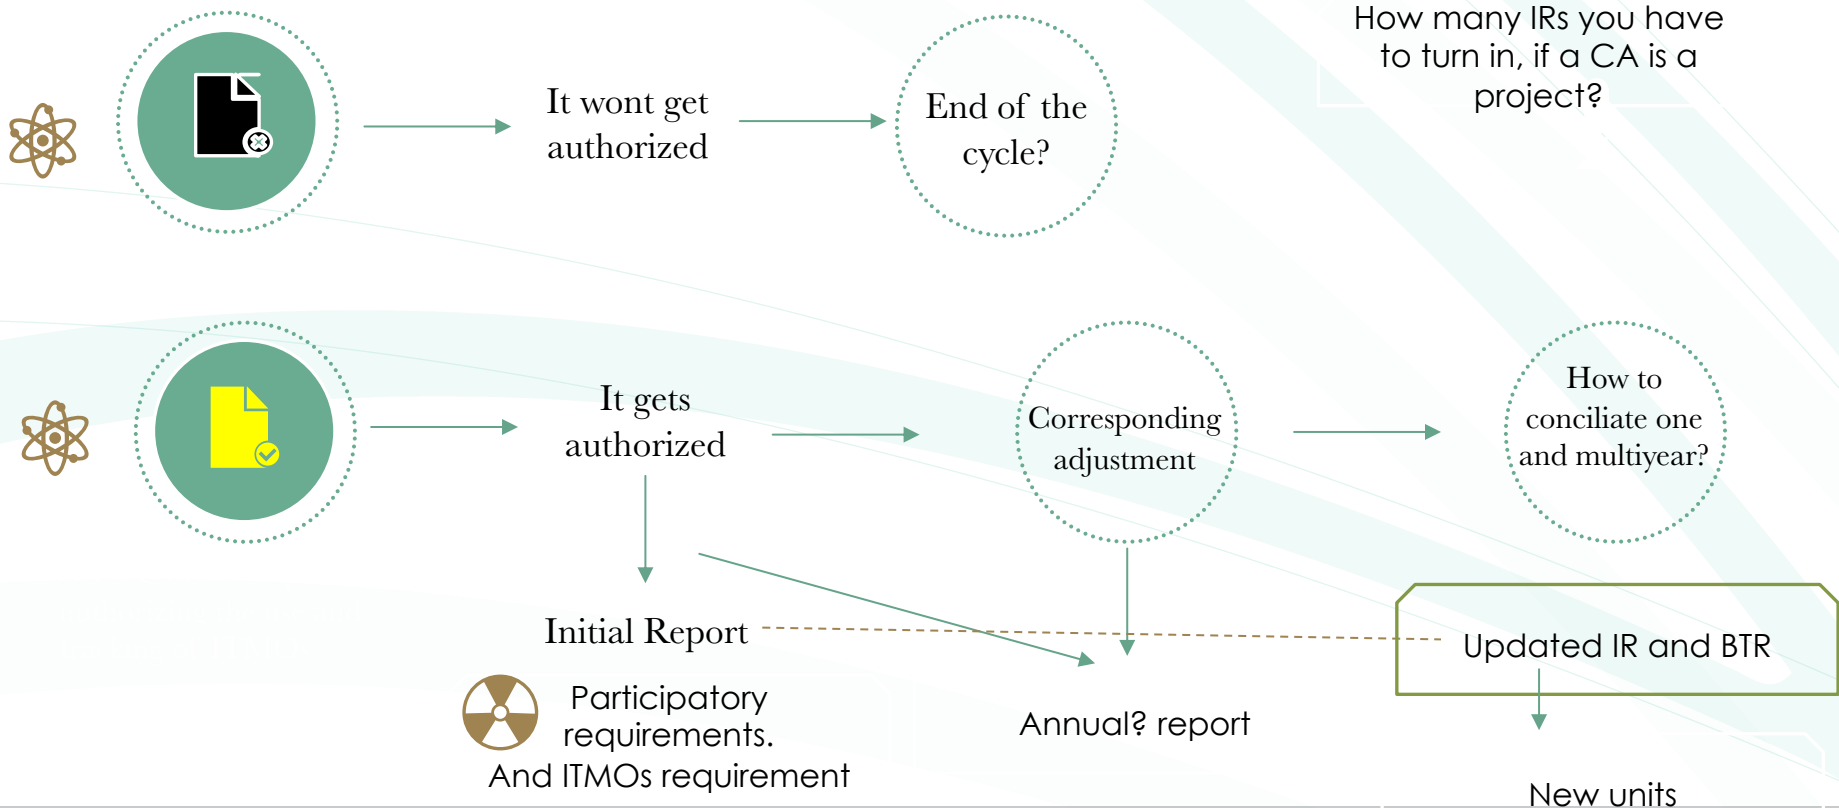 How many IRs you have
to turn in, if a CA is a
project?
It wont get
authorized
End of the
cycle?
It gets
authorized
Corresponding
adjustment
How to
conciliate one
and multiyear?
Initial Report
Updated IR and BTR
Participatory
requirements.
And ITMOs requirement
Annual? report
New units